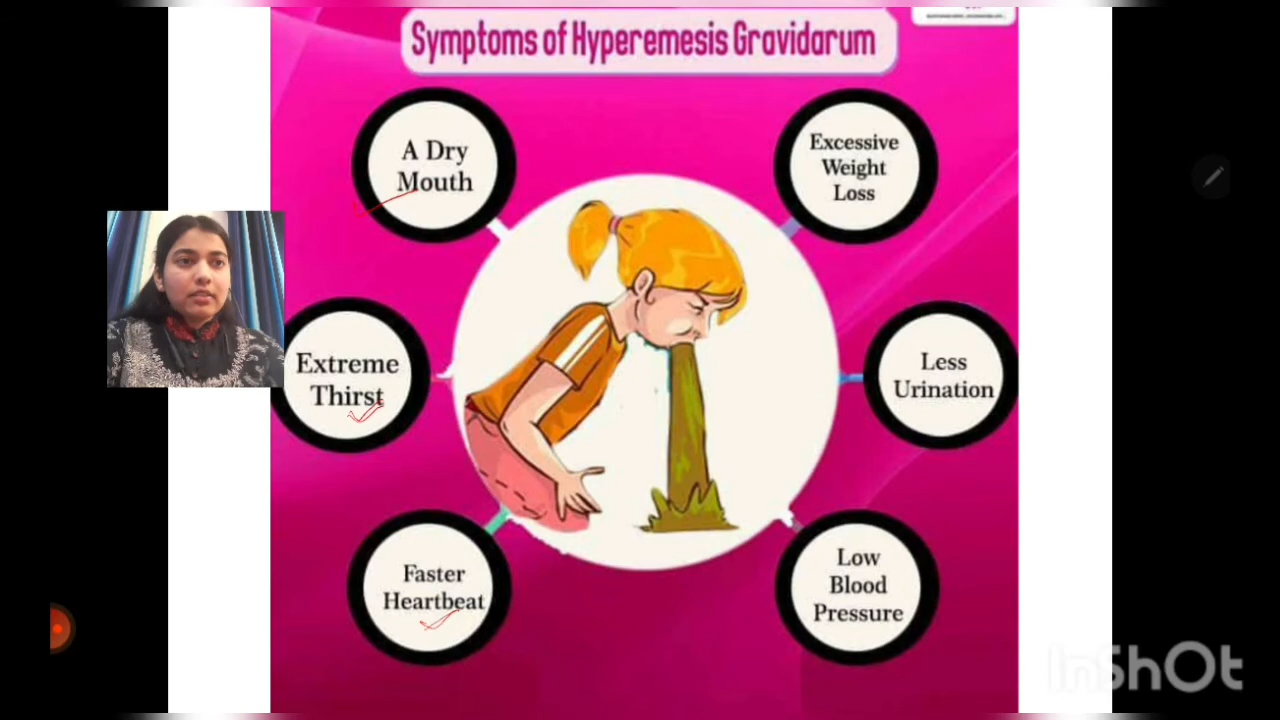 Symptoms of Hyperemesis Gravidarum
A Dry
Mouth
Excessive
Weight
Loss
Extreme
Thirst
Less
Urination
Faster
Heartbeat
Low
Blood
Pressure
InShOt